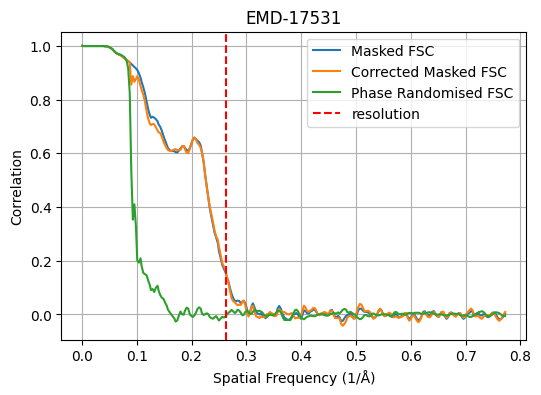 EMD-17531
Masked FSC
Corrected Masked FSC
Phase Randomised FSC
resolution
Correlation
1.0
0.8
0.6
0.4
0.2
0.0
0.0 0.1 0.2 0.3 0.4 0.5 0.6 0.7 0.8
Spatial Frequency (1/Å)